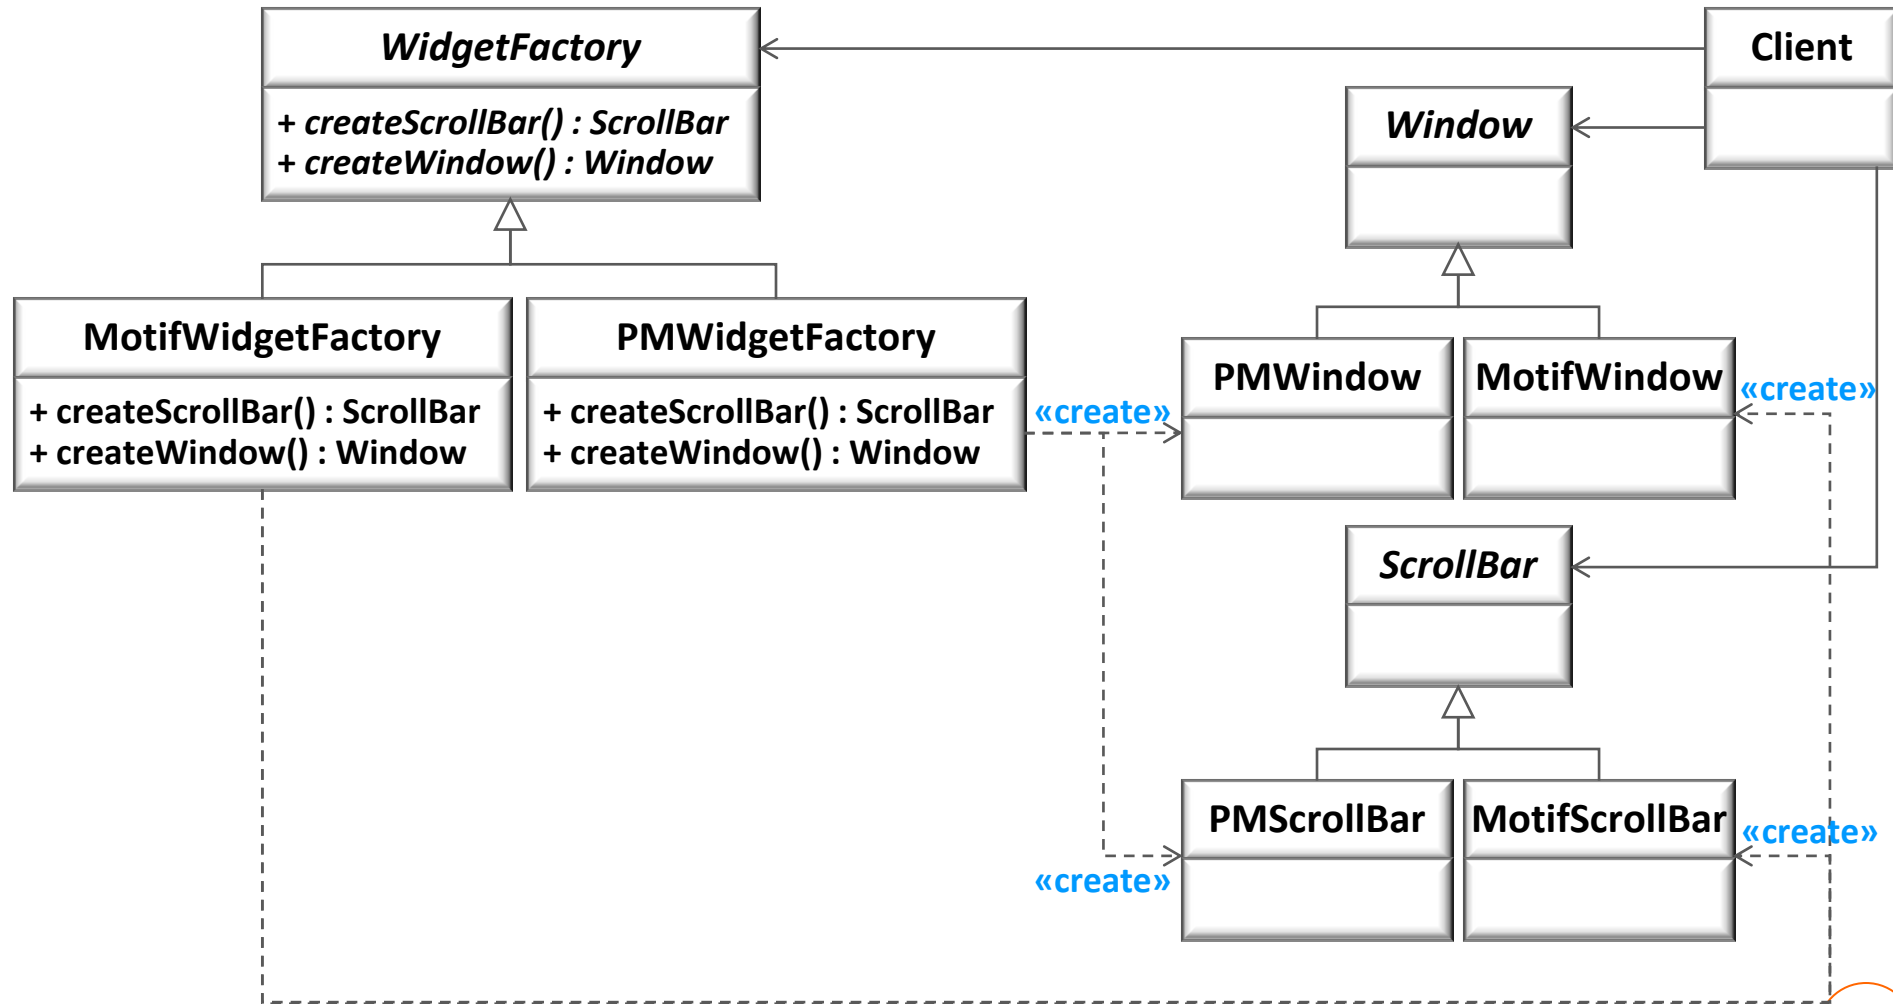 WidgetFactory
+ createScrollBar() : ScrollBar
+ createWindow() : Window
Client
Window
MotifWidgetFactory
+ createScrollBar() : ScrollBar
+ createWindow() : Window
PMWidgetFactory
+ createScrollBar() : ScrollBar
+ createWindow() : Window
«create»
PMWindow
MotifWindow
«create»
ScrollBar
PMScrollBar
MotifScrollBar
«create»
«create»